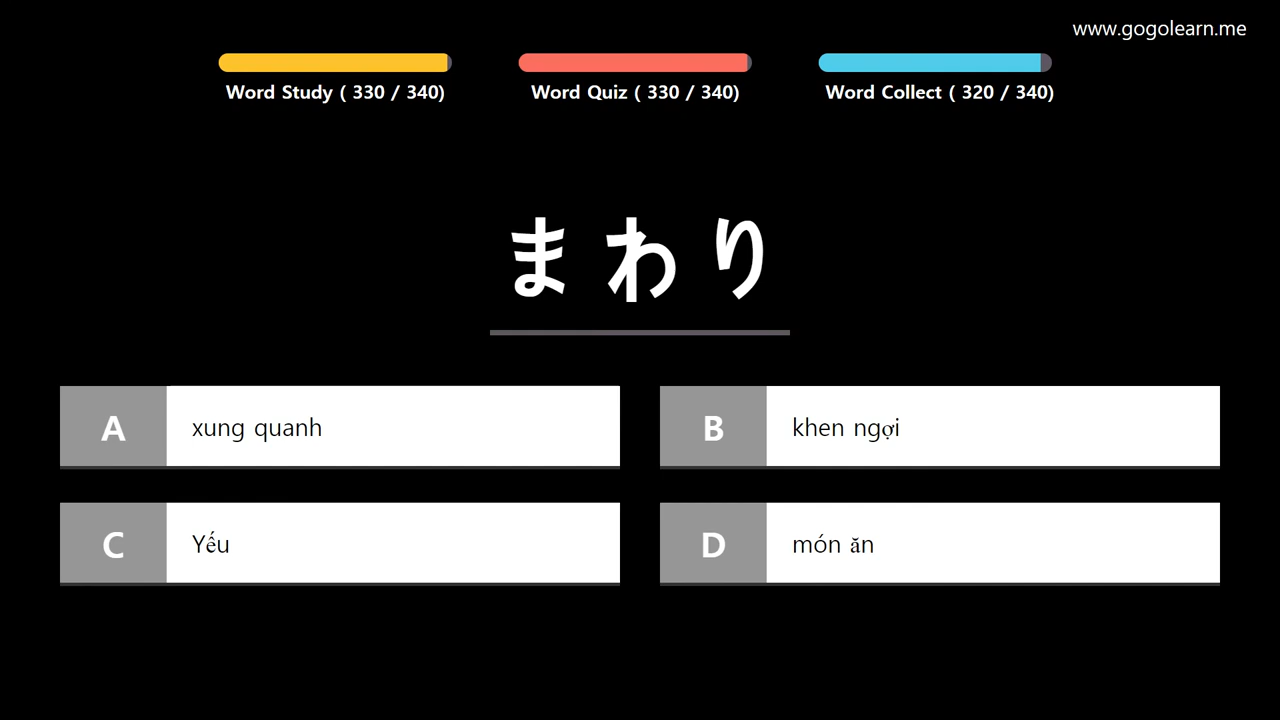 www.gogolearn.me
Word Study ( 330 / 340)
Word Quiz ( 330 / 340)
Word Collect ( 320 / 340)
まわり
A xung quanh
B khen ngợi
C Yếu
D món ăn